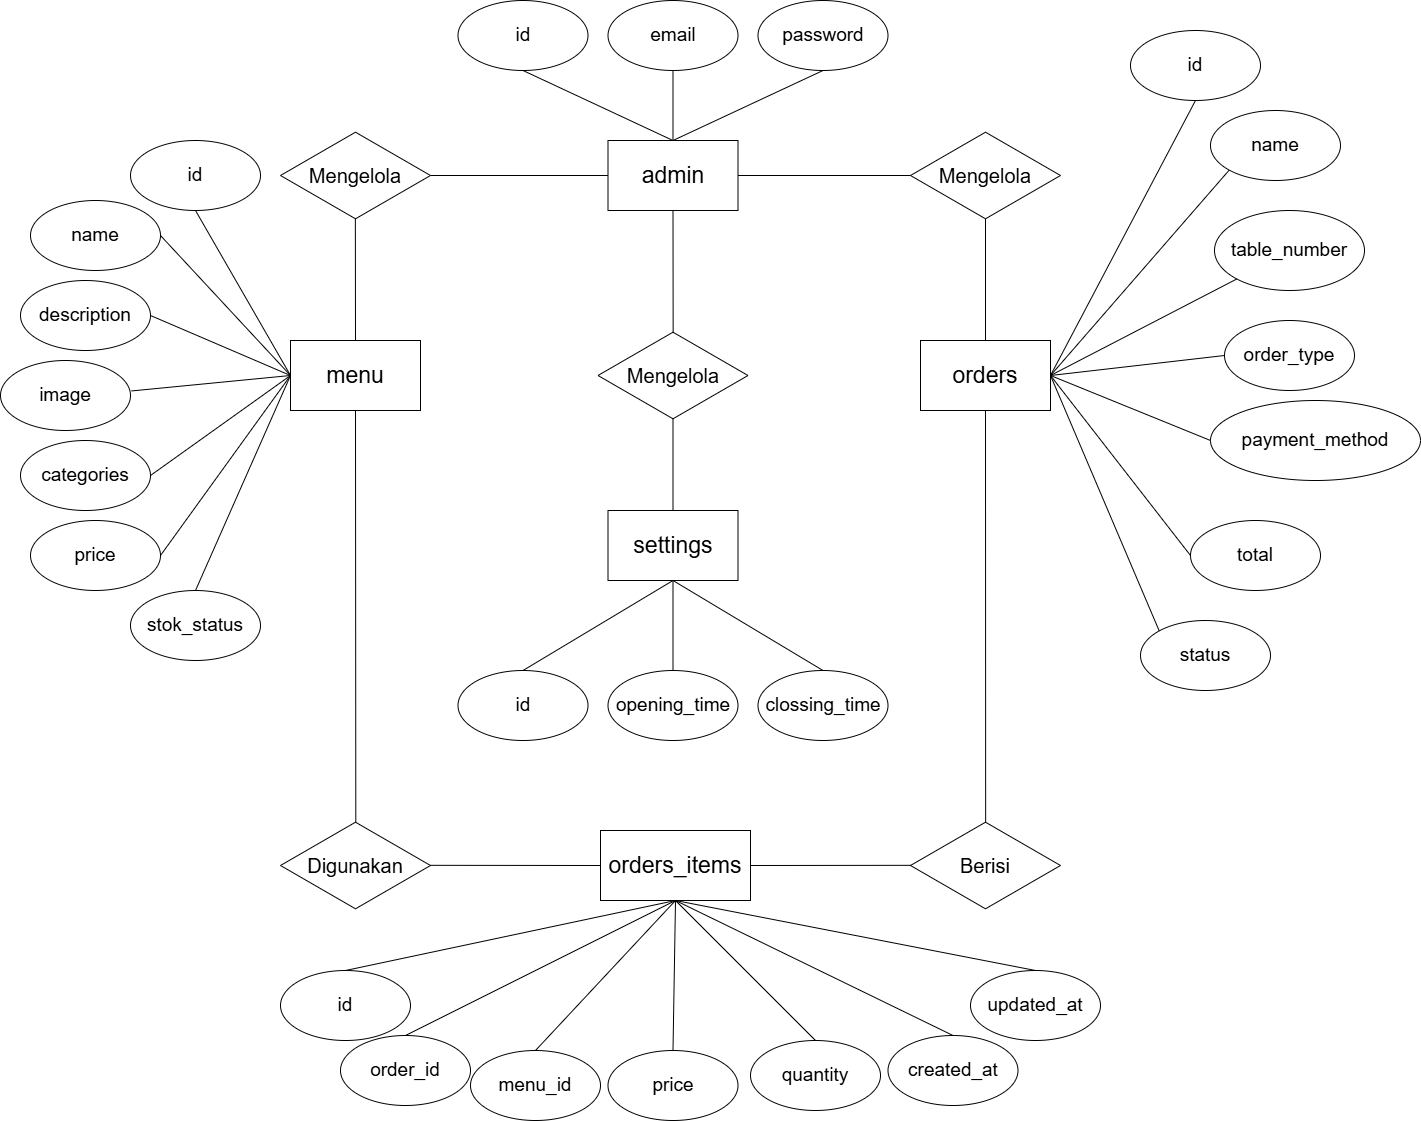 id
email
password
id
name
table_number
order_type
payment_method
total
status
id
name
description
image
categories
price
stok_status
Mengelola
admin
Mengelola
menu
Mengelola
orders
settings
id
opening_time
clossing_time
Digunakan
orders_items
Berisi
id
order_id
menu_id
price
quantity
created_at
updated_at